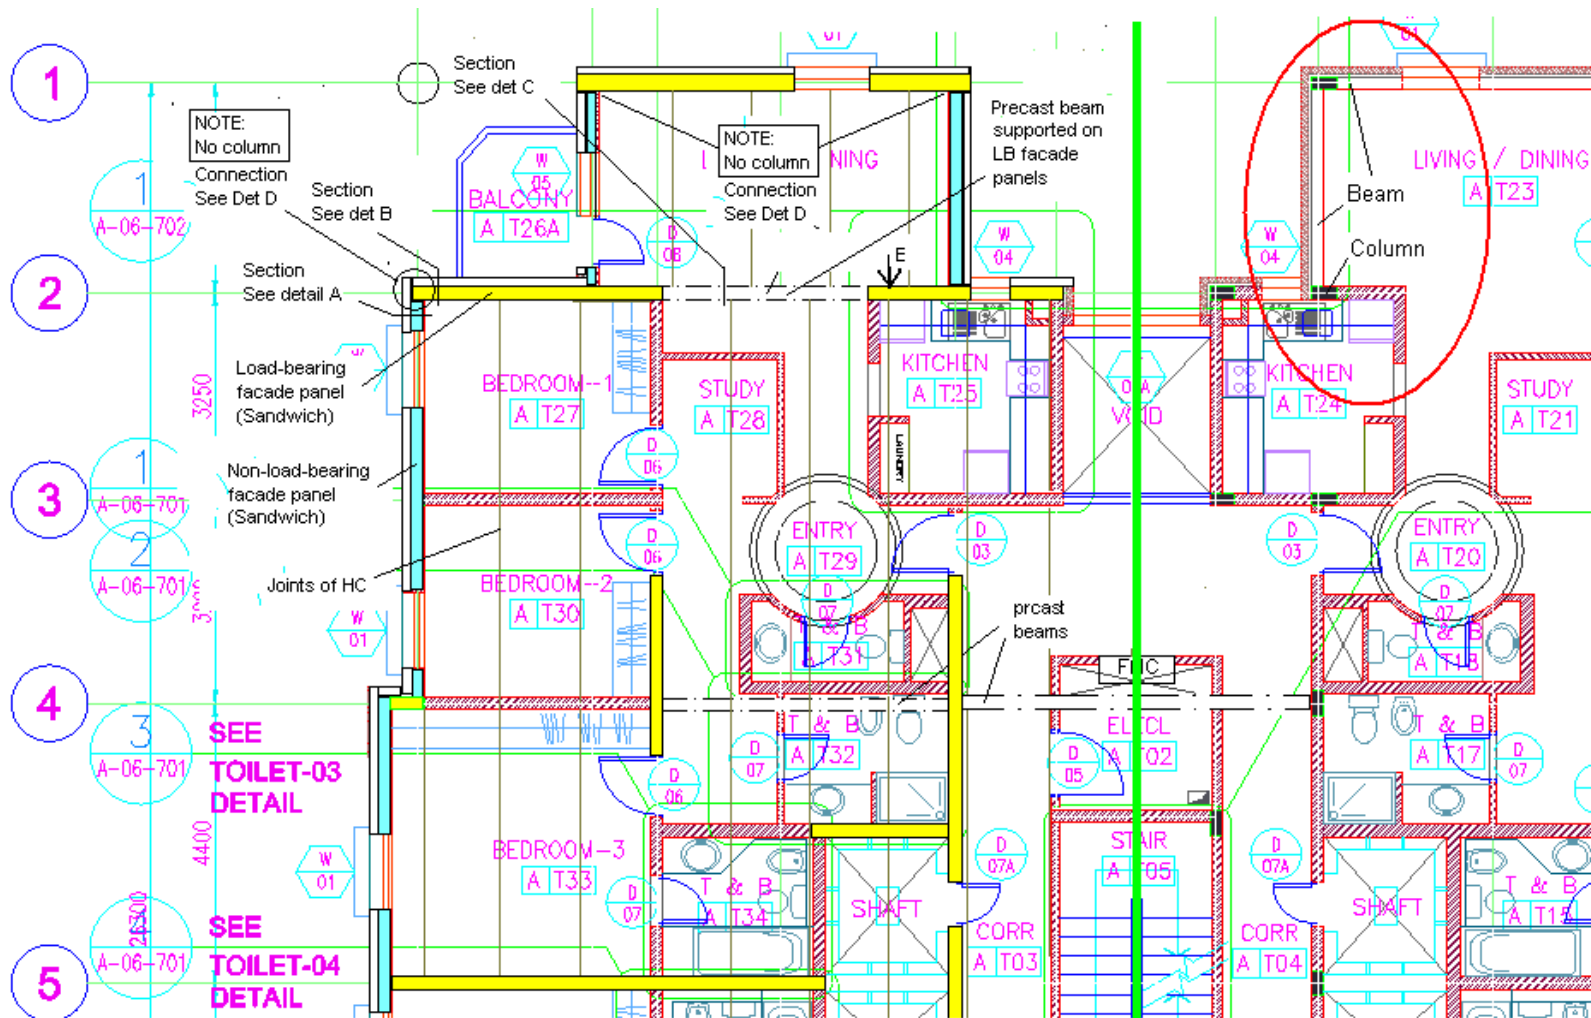 1
2
3
4
5
Section
See det C
NOTE:
No column
Connection
See Det D
Section
See det B
Section
See detail A
NOTE:
No column
Connection
See Det D
Precast beam
supported on
LB facade
panels
Beam
Column
E
Load-bearing
facade panel
(Sandwich)
Non-load-bearing
facade panel
(Sandwich)
Joints of HC
prcast
beams
01
01
1
A-06-702
1
A-06-701
2
A-06-701
3
A-06-701
A-06-701
3250
4400
W
05
BALCONY
A T26A
D
08
NING
W
04
W
04
LIVING / DINING
A T23
BEDROOM--1
A T27
STUDY
A T28
KITCHEN
A T25
VOID
KITCHEN
A T24
STUDY
A T21
LAUNDRY
D
06
D
06
ENTRY
A T29
D
03
D
03
ENTRY
A T20
BEDROOM--2
A T30
W
01
D
07
T & B
A T31
D
07
T & B
A T18
FHC
SEE
TOILET-03
DETAIL
D
06
D
07
T & B
A T32
ELECL
A T02
D
05
T & B
A T17
D
07
BEDROOM-3
A T33
W
01
D
07
T & B
A T34
SHAFT
D
07A
STAIR
A T05
D
07A
SHAFT
T & B
A T15
CORR
A T03
CORR
A T04
SEE
TOILET-04
DETAIL